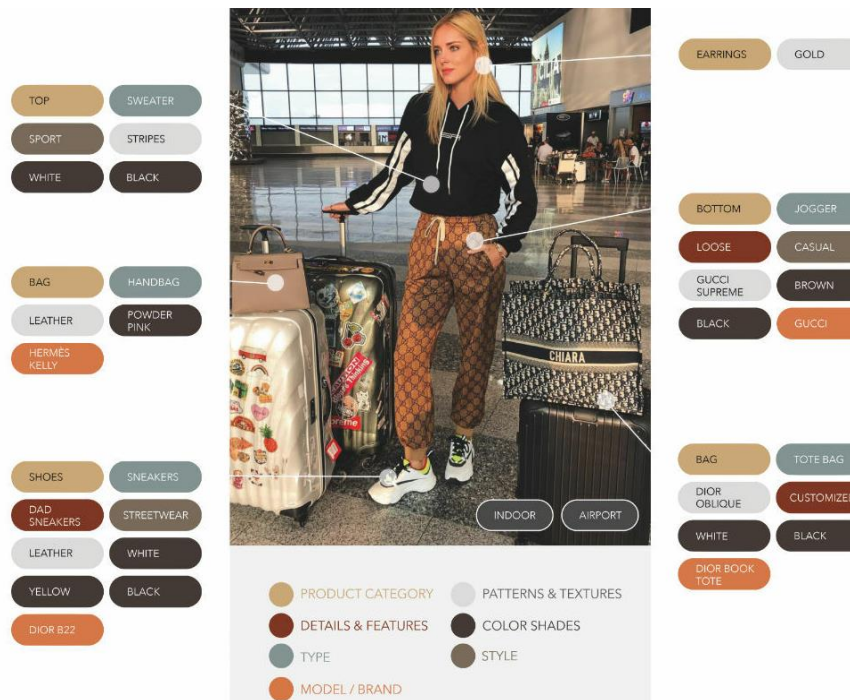 TOP
SWEATER
SPORT
STRIPES
WHITE
BLACK
BAG
HANDBAG
LEATHER
POWDER
PINK
HERMÈS
KELLY
SHOES
SNEAKERS
DAD
SNEAKERS
STREETWEAR
LEATHER
WHITE
YELLOW
BLACK
DIOR B22
CHIARA
INDOOR
AIRPORT
PRODUCT CATEGORY
PATTERNS & TEXTURES
DETAILS & FEATURES
COLOR SHADES
TYPE
STYLE
MODEL / BRAND
EARRINGS
GOLD
BOTTOM
JOGGER
LOOSE
CASUAL
GUCCI
SUPREME
BROWN
BLACK
GUCCI
BAG
TOTE BAG
DIOR
OBLIQUE
CUSTOMIZE
WHITE
BLACK
DIOR BOOK
TOTE